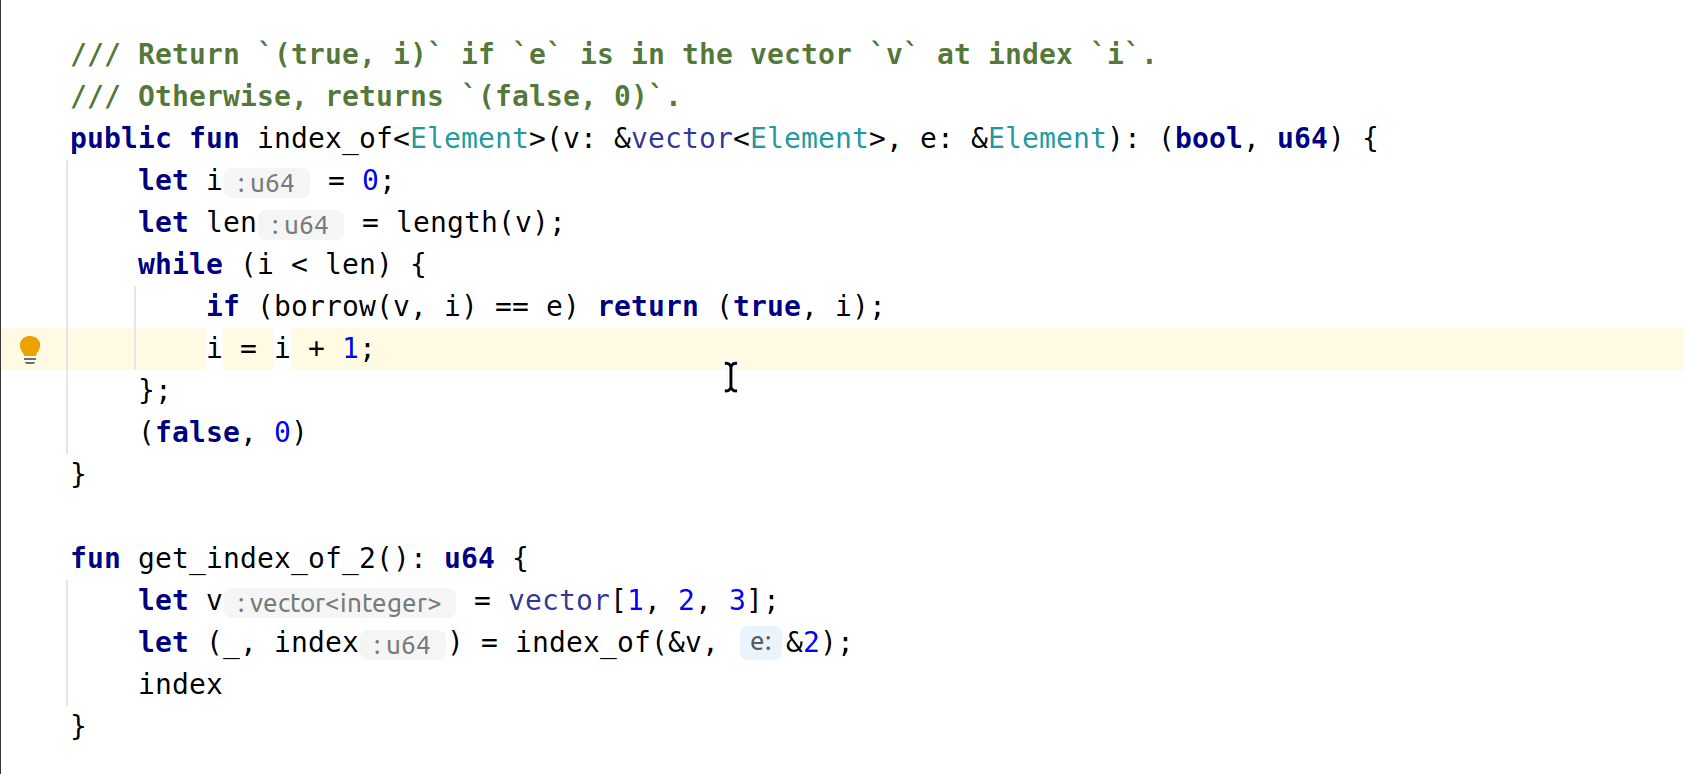 /// Return `(true, i)` if `e` is in the vector `v` at index `i`.
/// Otherwise, returns `(false, 0)`.
public fun index_of<Element>(v: &vector<Element>, e: &Element): (bool, u64) {
    let i :u64 = 0;
    let len :u64 = length(v);
    while (i < len) {
        if (borrow(v, i) == e) return (true, i);
        i = i + 1;
    };
    (false, 0)
}
fun get_index_of_2(): u64 {
    let v :vector<integer> = vector[1, 2, 3];
    let (_, index :u64 ) = index_of(&v, e: &2);
    index
}